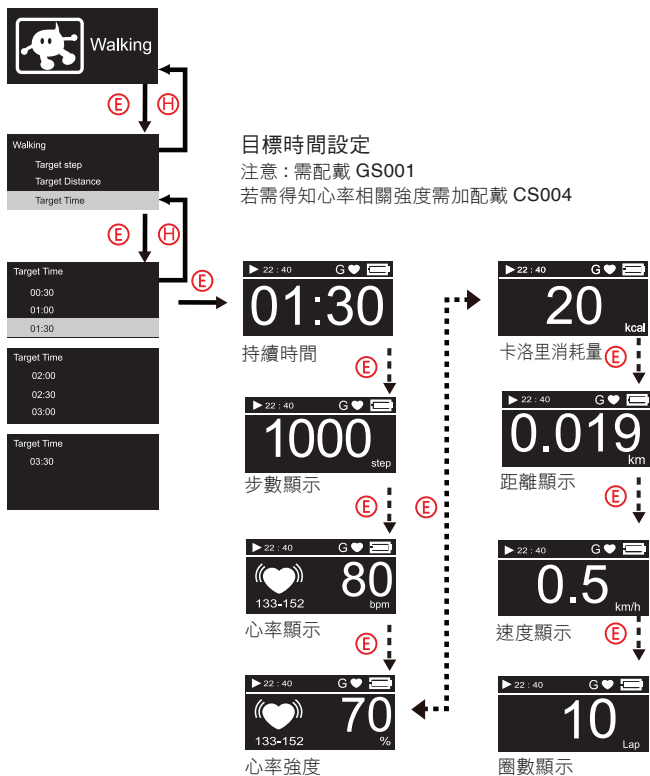 Walking
E
H
Walking
Target step
Target Distance
Target Time
目標時間設定
注意 : 需配戴 GS001
若需得知心率相關強度需加配戴 CS004
E
H
Target Time
00:30
01:00
01:30
Target Time
02:00
02:30
03:00
Target Time
03:30
E
22 : 40 G
01:30
持續時間
E
22 : 40 G
1000
step
步數顯示
E
22 : 40 G
80
133-152
bpm
心率顯示
E
22 : 40 G
70
133-152
%
心率強度
E
22 : 40 G
20
kcal
卡洛里消耗量
E
22 : 40 G
0.019
km
距離顯示
E
22 : 40 G
0.5
km/h
速度顯示
E
22 : 40 G
10
Lap
圈數顯示